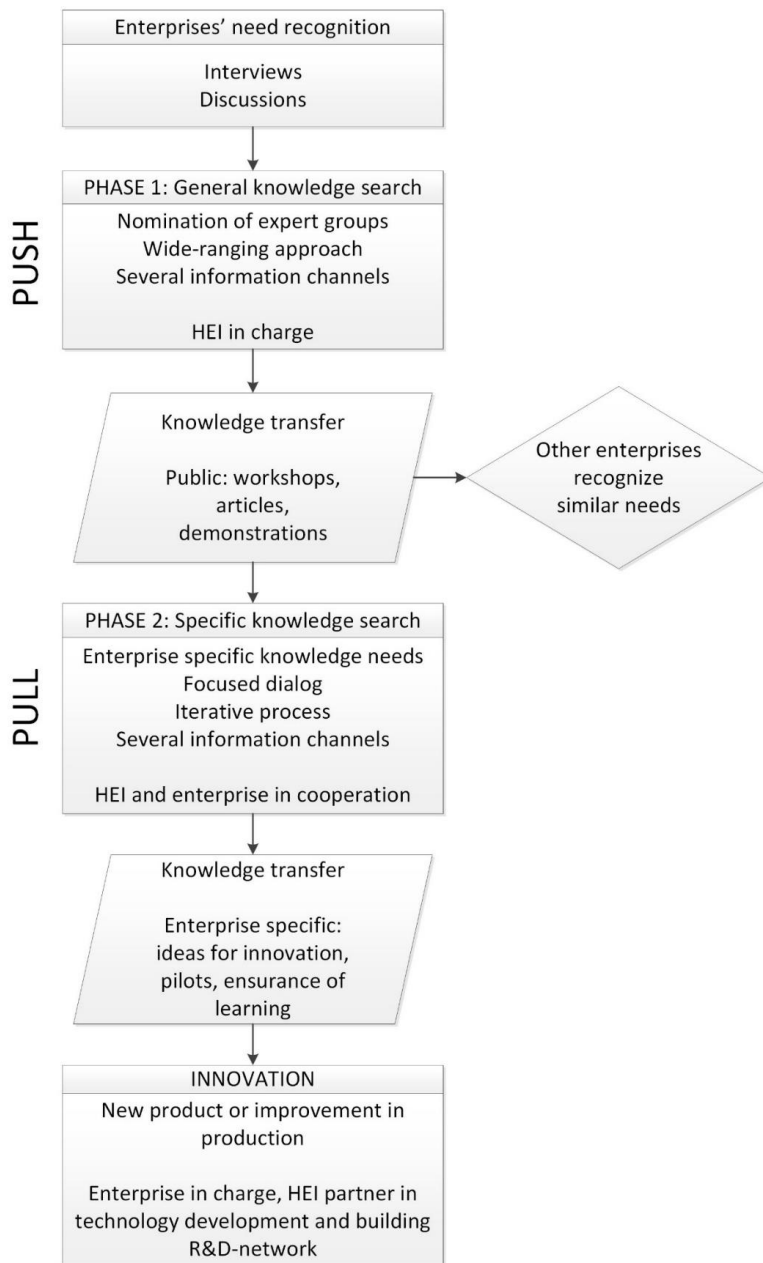 Enterprises’ need recognition
Interviews
Discussions
PUSH
PHASE 1: General knowledge search
Nomination of expert groups
Wide-ranging approach
Several information channels
HEI in charge
Knowledge transfer
Public: workshops,
articles,
demonstrations
Other enterprises
recognize
similar needs
PULL
PHASE 2: Specific knowledge search
Enterprise specific knowledge needs
Focused dialog
Iterative process
Several information channels
HEI and enterprise in cooperation
Knowledge transfer
Enterprise specific:
ideas for innovation,
pilots, ensurance of
learning
INNOVATION
New product or improvement in
production
Enterprise in charge, HEI partner in
technology development and building
R&D-network